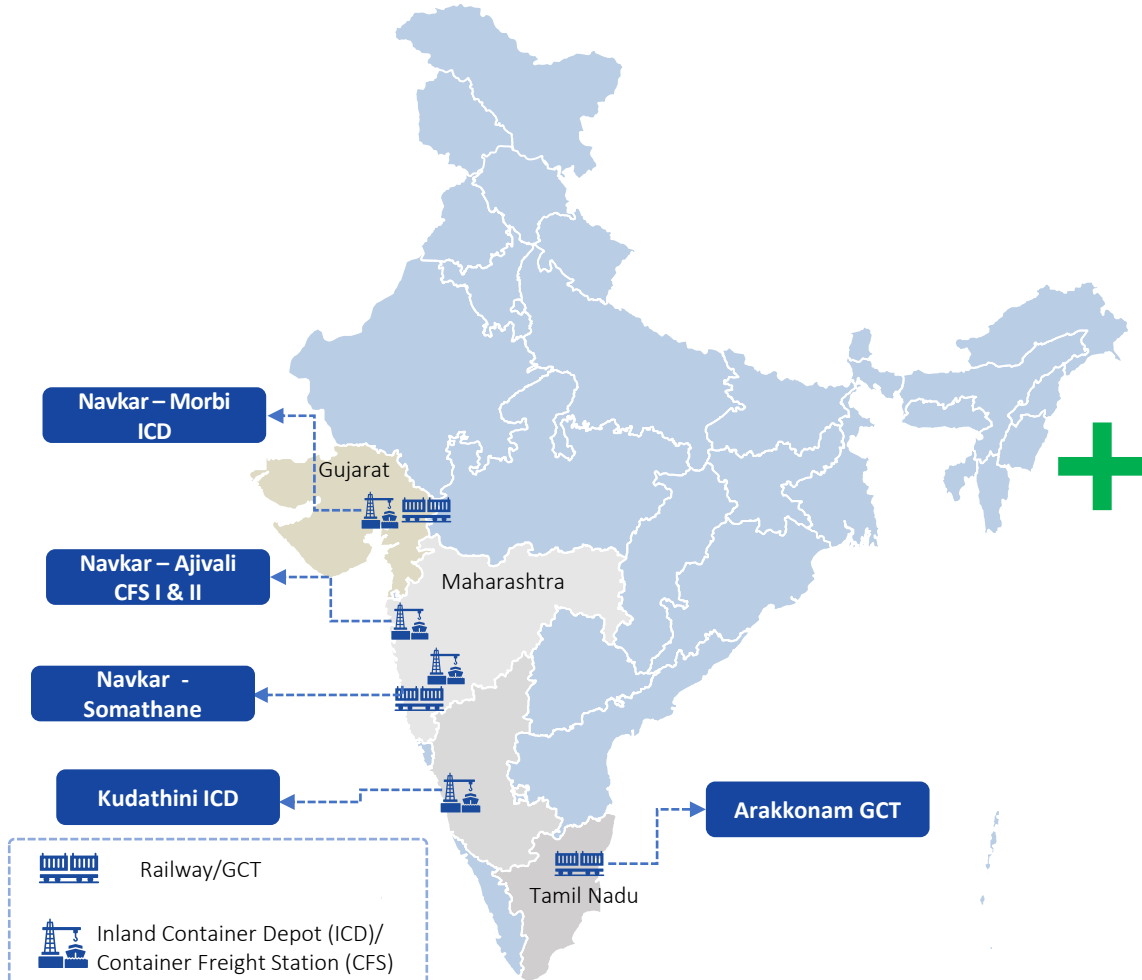 Navkar – Morbi
ICD
Gujarat
Navkar – Ajivali
CFS I & II
Maharashtra
Navkar -
Somathane
Kudathini ICD
Arakkonam GCT
Tamil Nadu
Railway/GCT
Inland Container Depot (ICD)/
Container Freight Station (CFS)